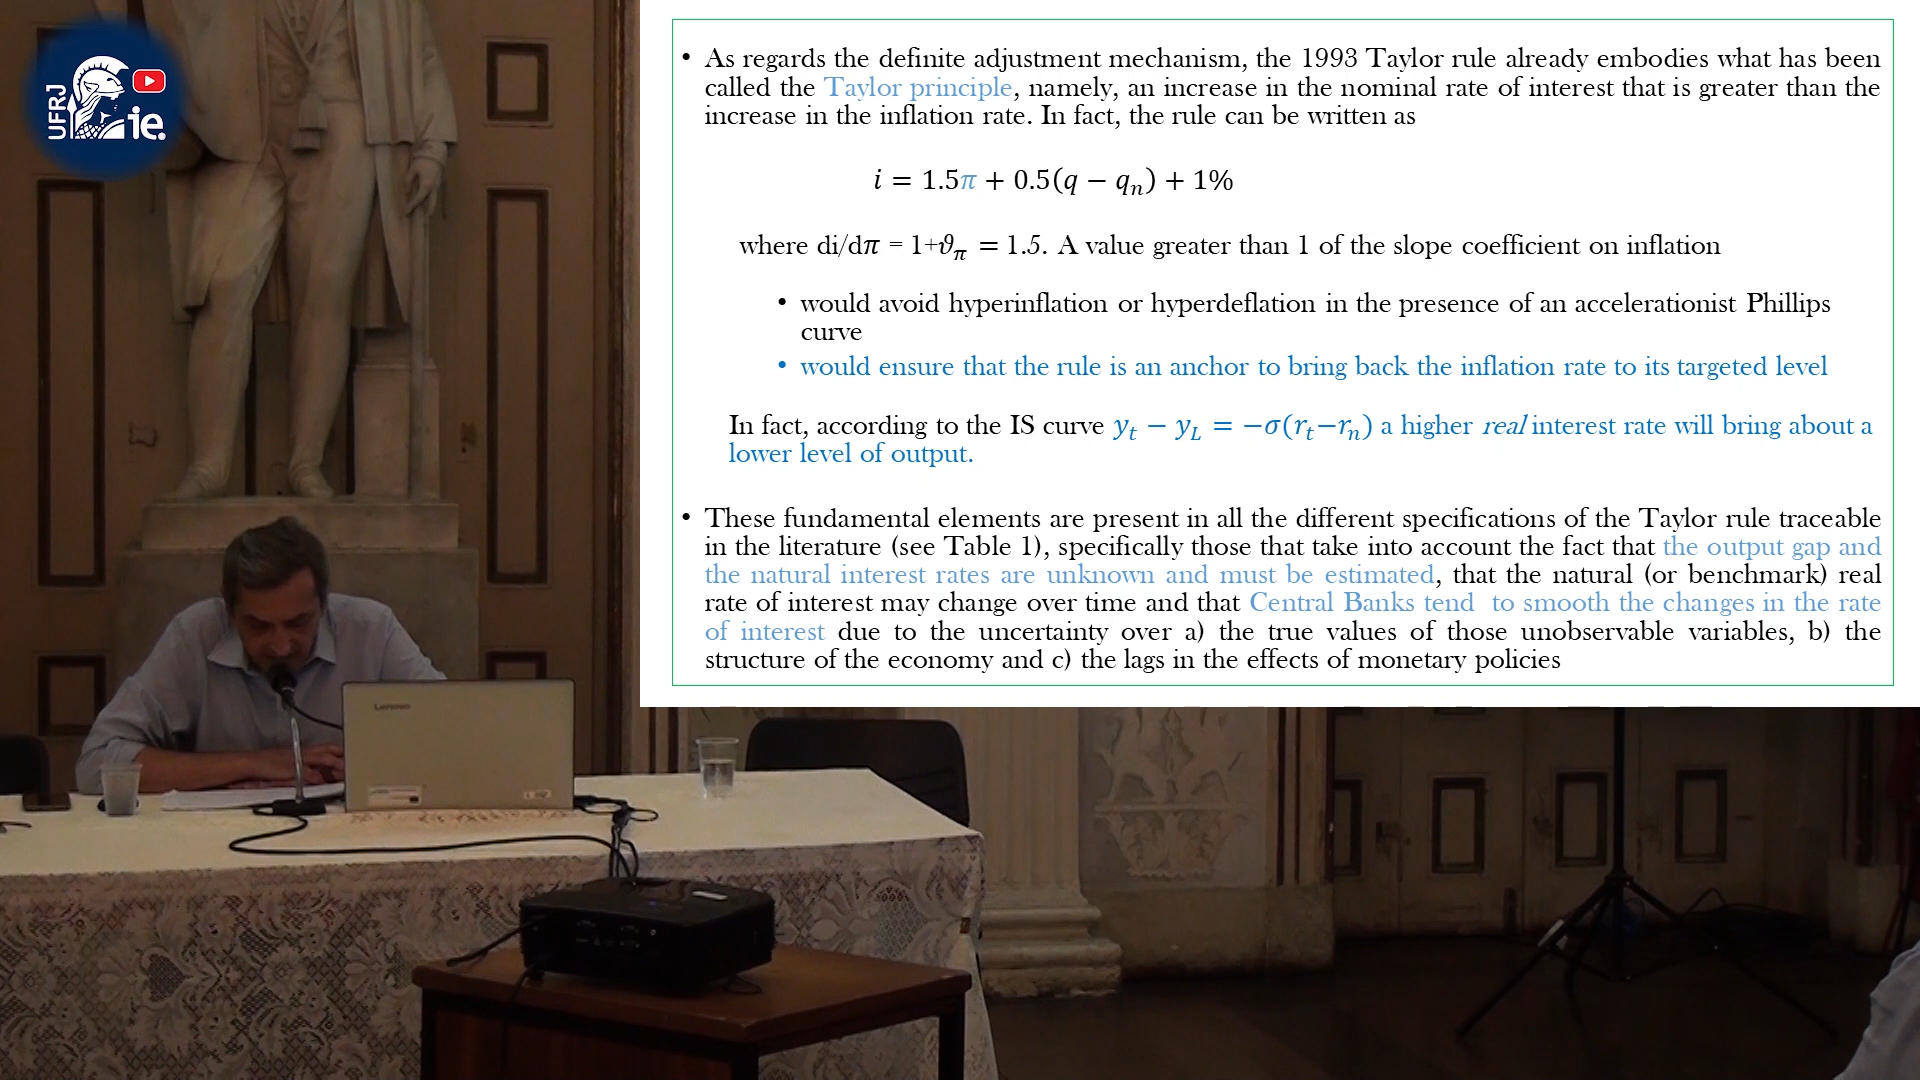 UFRJ
ie.
• As regards the definite adjustment mechanism, the 1993 Taylor rule already embodies what has been
called the Taylor principle, namely, an increase in the nominal rate of interest that is greater than the
increase in the inflation rate. In fact, the rule can be written as
i = 1.5π + 0.5(q − qₙ) + 1%
where di/dπ = 1+ϑ_π = 1.5. A value greater than 1 of the slope coefficient on inflation
• would avoid hyperinflation or hyperdeflation in the presence of an accelerationist Phillips
curve
• would ensure that the rule is an anchor to bring back the inflation rate to its targeted level
In fact, according to the IS curve y_t − y_L = −σ(r_t−r_n) a higher real interest rate will bring about a
lower level of output.
• These fundamental elements are present in all the different specifications of the Taylor rule traceable
in the literature (see Table 1), specifically those that take into account the fact that the output gap and
the natural interest rates are unknown and must be estimated, that the natural (or benchmark) real
rate of interest may change over time and that Central Banks tend to smooth the changes in the rate
of interest due to the uncertainty over a) the true values of those unobservable variables, b) the
structure of the economy and c) the lags in the effects of monetary policies
Lenovo